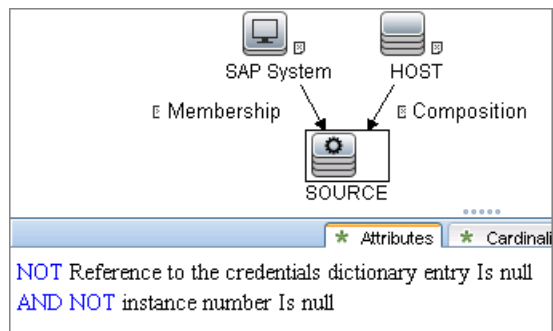 SAP System HOST
Membership Composition
SOURCE
Attributes Cardinali
NOT Reference to the credentials dictionary entry Is null
AND NOT instance number Is null